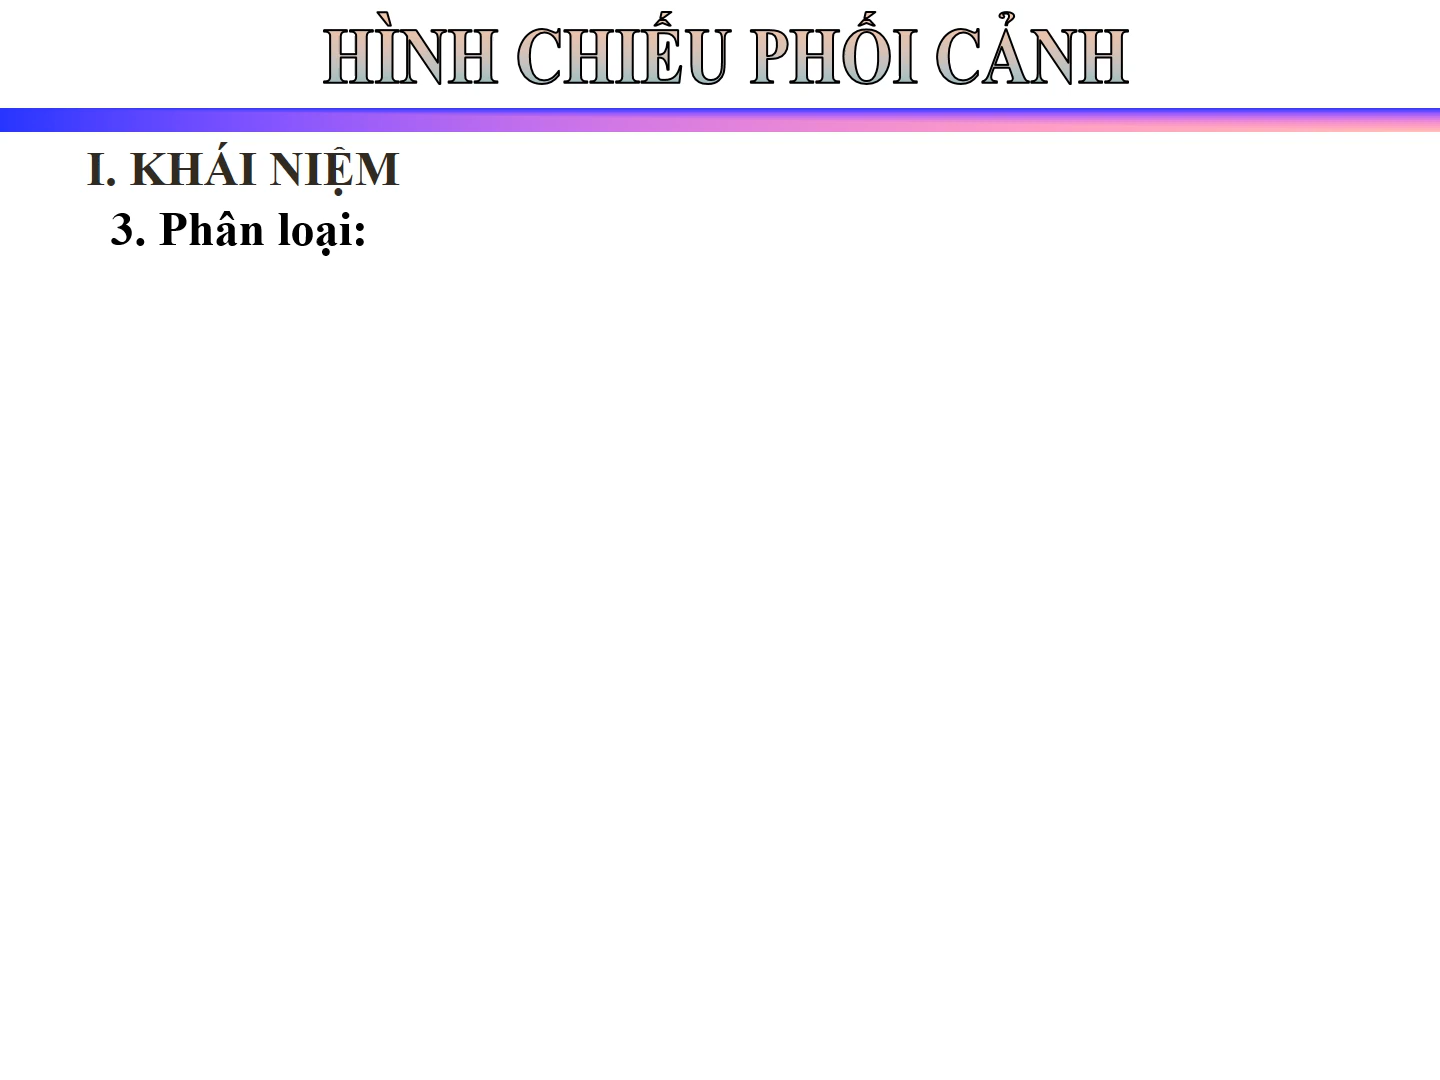 HÌNH CHIẾU PHỐI CẢNH
I. KHÁI NIỆM
3. Phân loại: